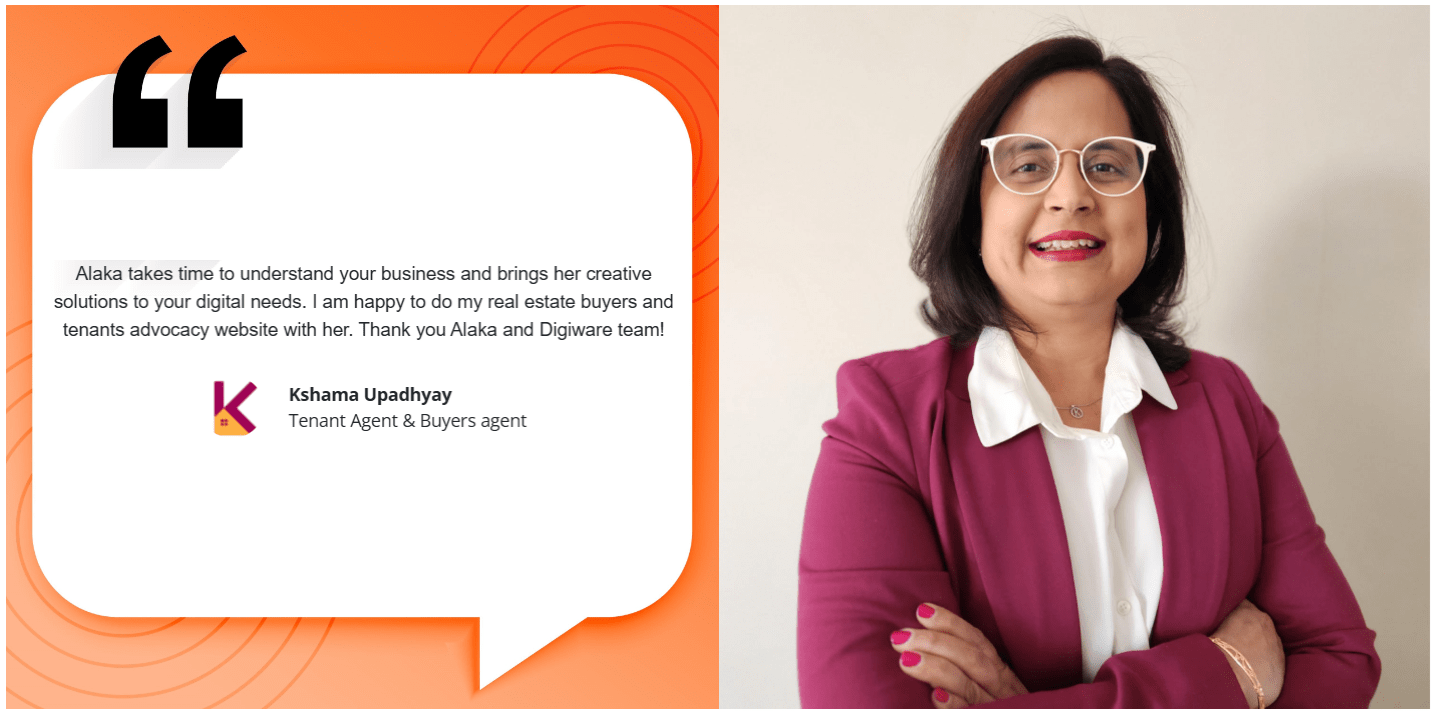 Alaka takes time to understand your business and brings her creative
solutions to your digital needs. I am happy to do my real estate buyers and
tenants advocacy website with her. Thank you Alaka and Digiware team!
Kshama Upadhyay
Tenant Agent & Buyers agent